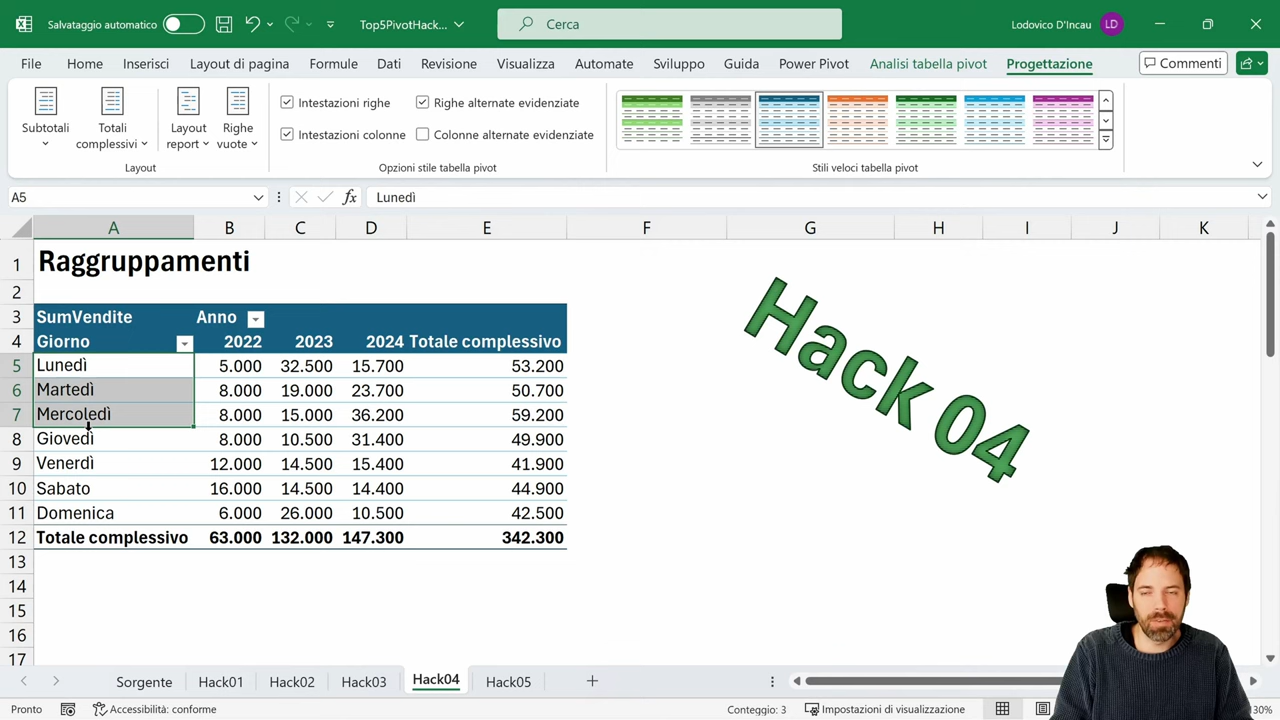 Salvataggio automatico
Top5PivotHack...
Cerca
Lodovico D'Incau
LD
File Home Inserisci Layout di pagina Formule Dati Revisione Visualizza Automate Sviluppo Guida Power Pivot Analisi tabella pivot Progettazione Commenti
Subtotali
Totali complessivi
Layout report
Righe vuote
Layout
Intestazioni righe
Righe alternate evidenziate
Intestazioni colonne
Colonne alternate evidenziate
Opzioni stile tabella pivot
Stili veloci tabella pivot
A5
fx
Lunedì
A B C D E F G H I J K
1 Raggruppamenti
2
3 SumVendite Anno
4 Giorno 2022 2023 2024 Totale complessivo
5 Lunedì 5.000 32.500 15.700 53.200
6 Martedì 8.000 19.000 23.700 50.700
7 Mercoledì 8.000 15.000 36.200 59.200
8 Giovedì 8.000 10.500 31.400 49.900
9 Venerdì 12.000 14.500 15.400 41.900
10 Sabato 16.000 14.500 14.400 44.900
11 Domenica 6.000 26.000 10.500 42.500
12 Totale complessivo 63.000 132.000 147.300 342.300
13
14
15
16
17
Hack 04
Sorgente Hack01 Hack02 Hack03 Hack04 Hack05
Pronto
Accessibilità: conforme
Conteggio: 3
Impostazioni di visualizzazione
130%